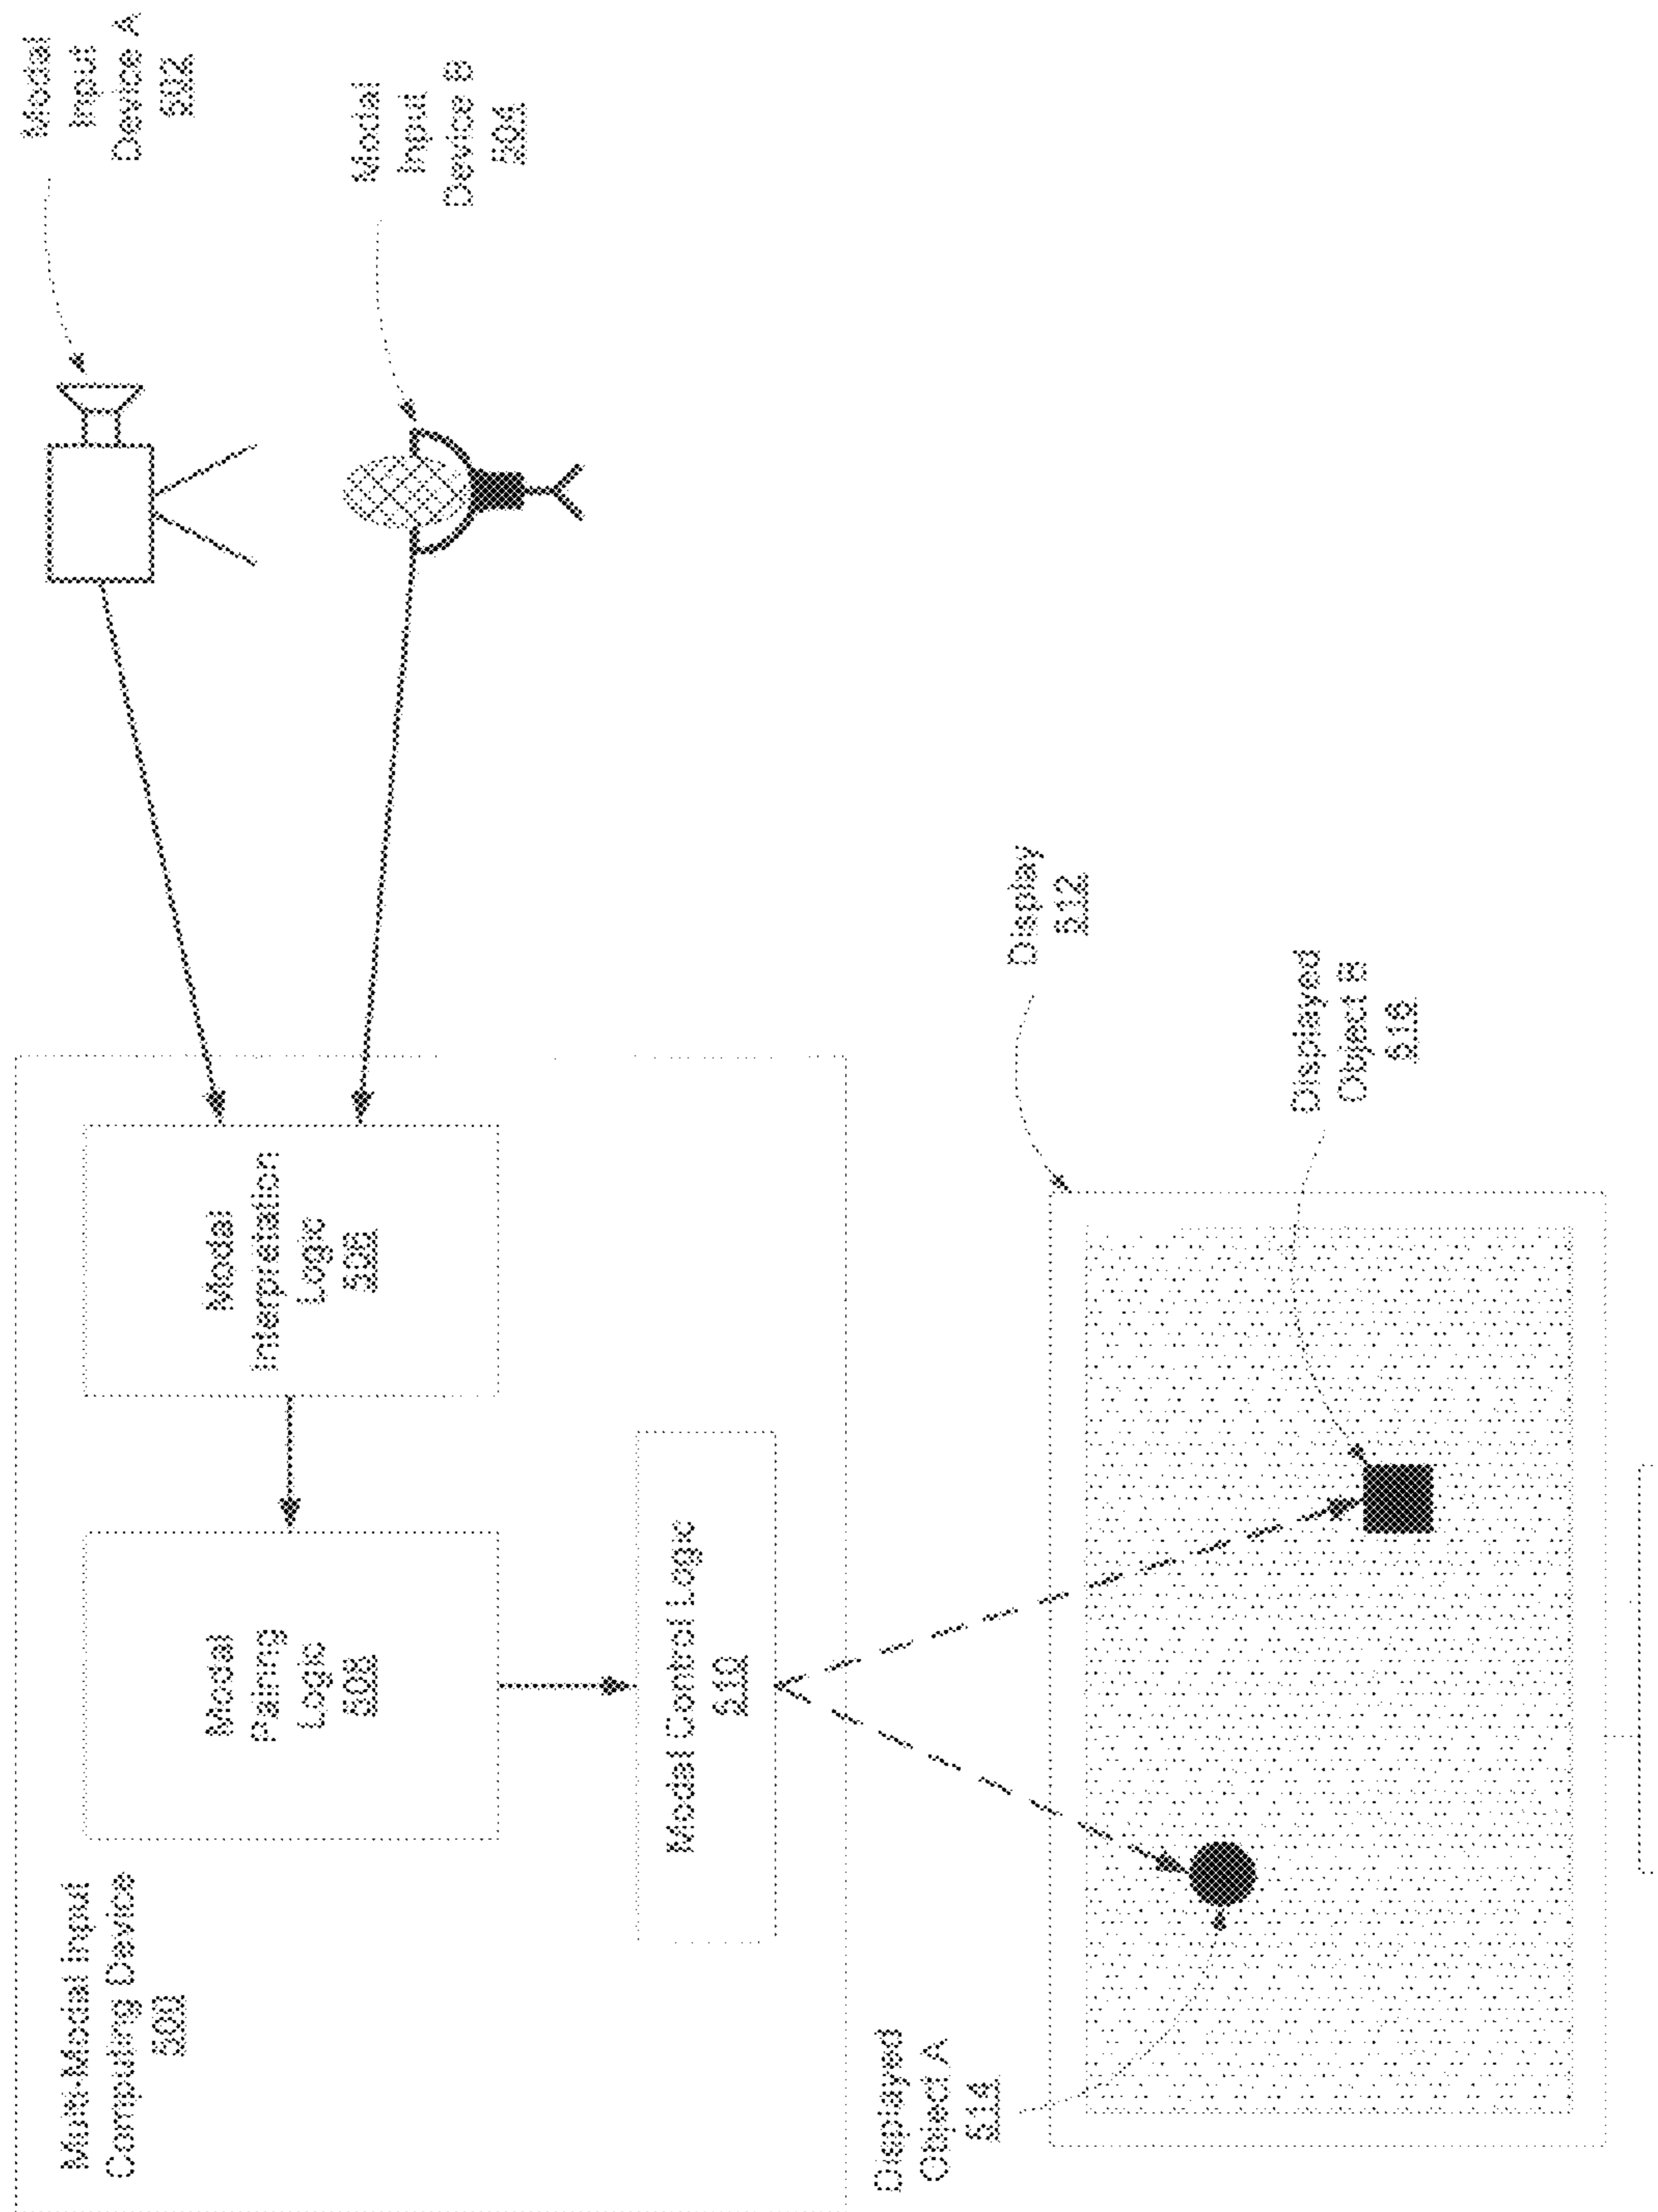 Multi-Modal Input
Computing Device
500
Modal
Pairing
Logic
508
Modal
Interpretation
Logic
506
Modal Control Logic
510
Modal
Input
Device A
502
Modal
Input
Device B
504
Displayed
Object A
514
Display
512
Displayed
Object B
516